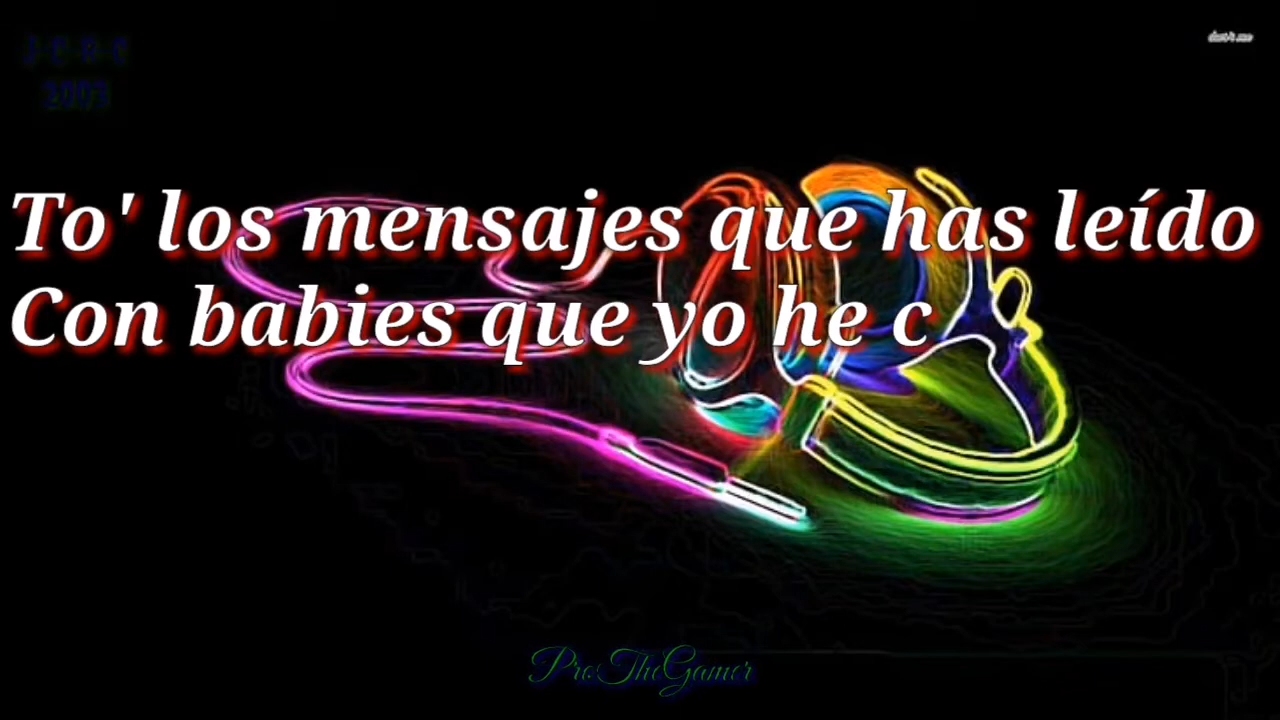 To' los mensajes que has leído
Con babies que yo he c
ProTheGamer